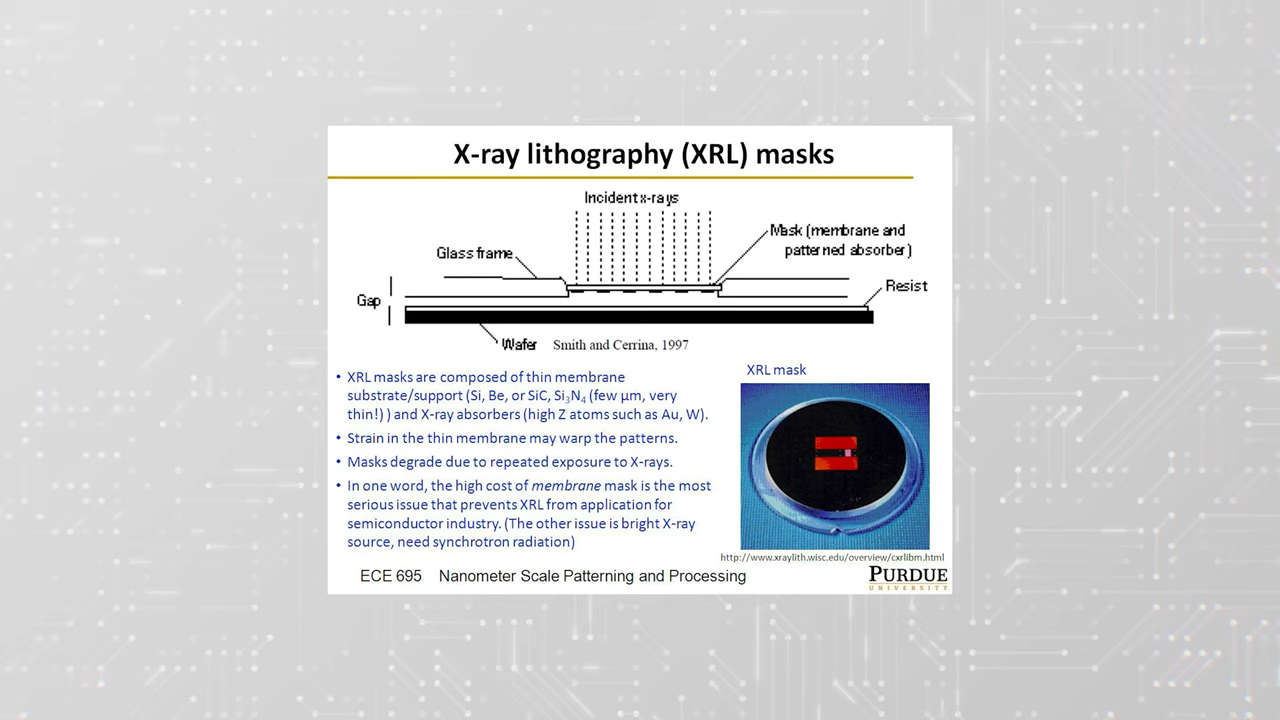 X-ray lithography (XRL) masks
Incident x-rays
Mask (membrane and
patterned absorber)
Glass frame
Resist
Gap
Wafer
Smith and Cerrina, 1997
• XRL masks are composed of thin membrane
substrate/support (Si, Be, or SiC, Si₃N₄ (few µm, very
thin!) ) and X-ray absorbers (high Z atoms such as Au, W).
• Strain in the thin membrane may warp the patterns.
• Masks degrade due to repeated exposure to X-rays.
• In one word, the high cost of membrane mask is the most
serious issue that prevents XRL from application for
semiconductor industry. (The other issue is bright X-ray
source, need synchrotron radiation)
XRL mask
http://www.xraylith.wisc.edu/overview/cxrlibm.html
ECE 695 Nanometer Scale Patterning and Processing
PURDUE
UNIVERSITY